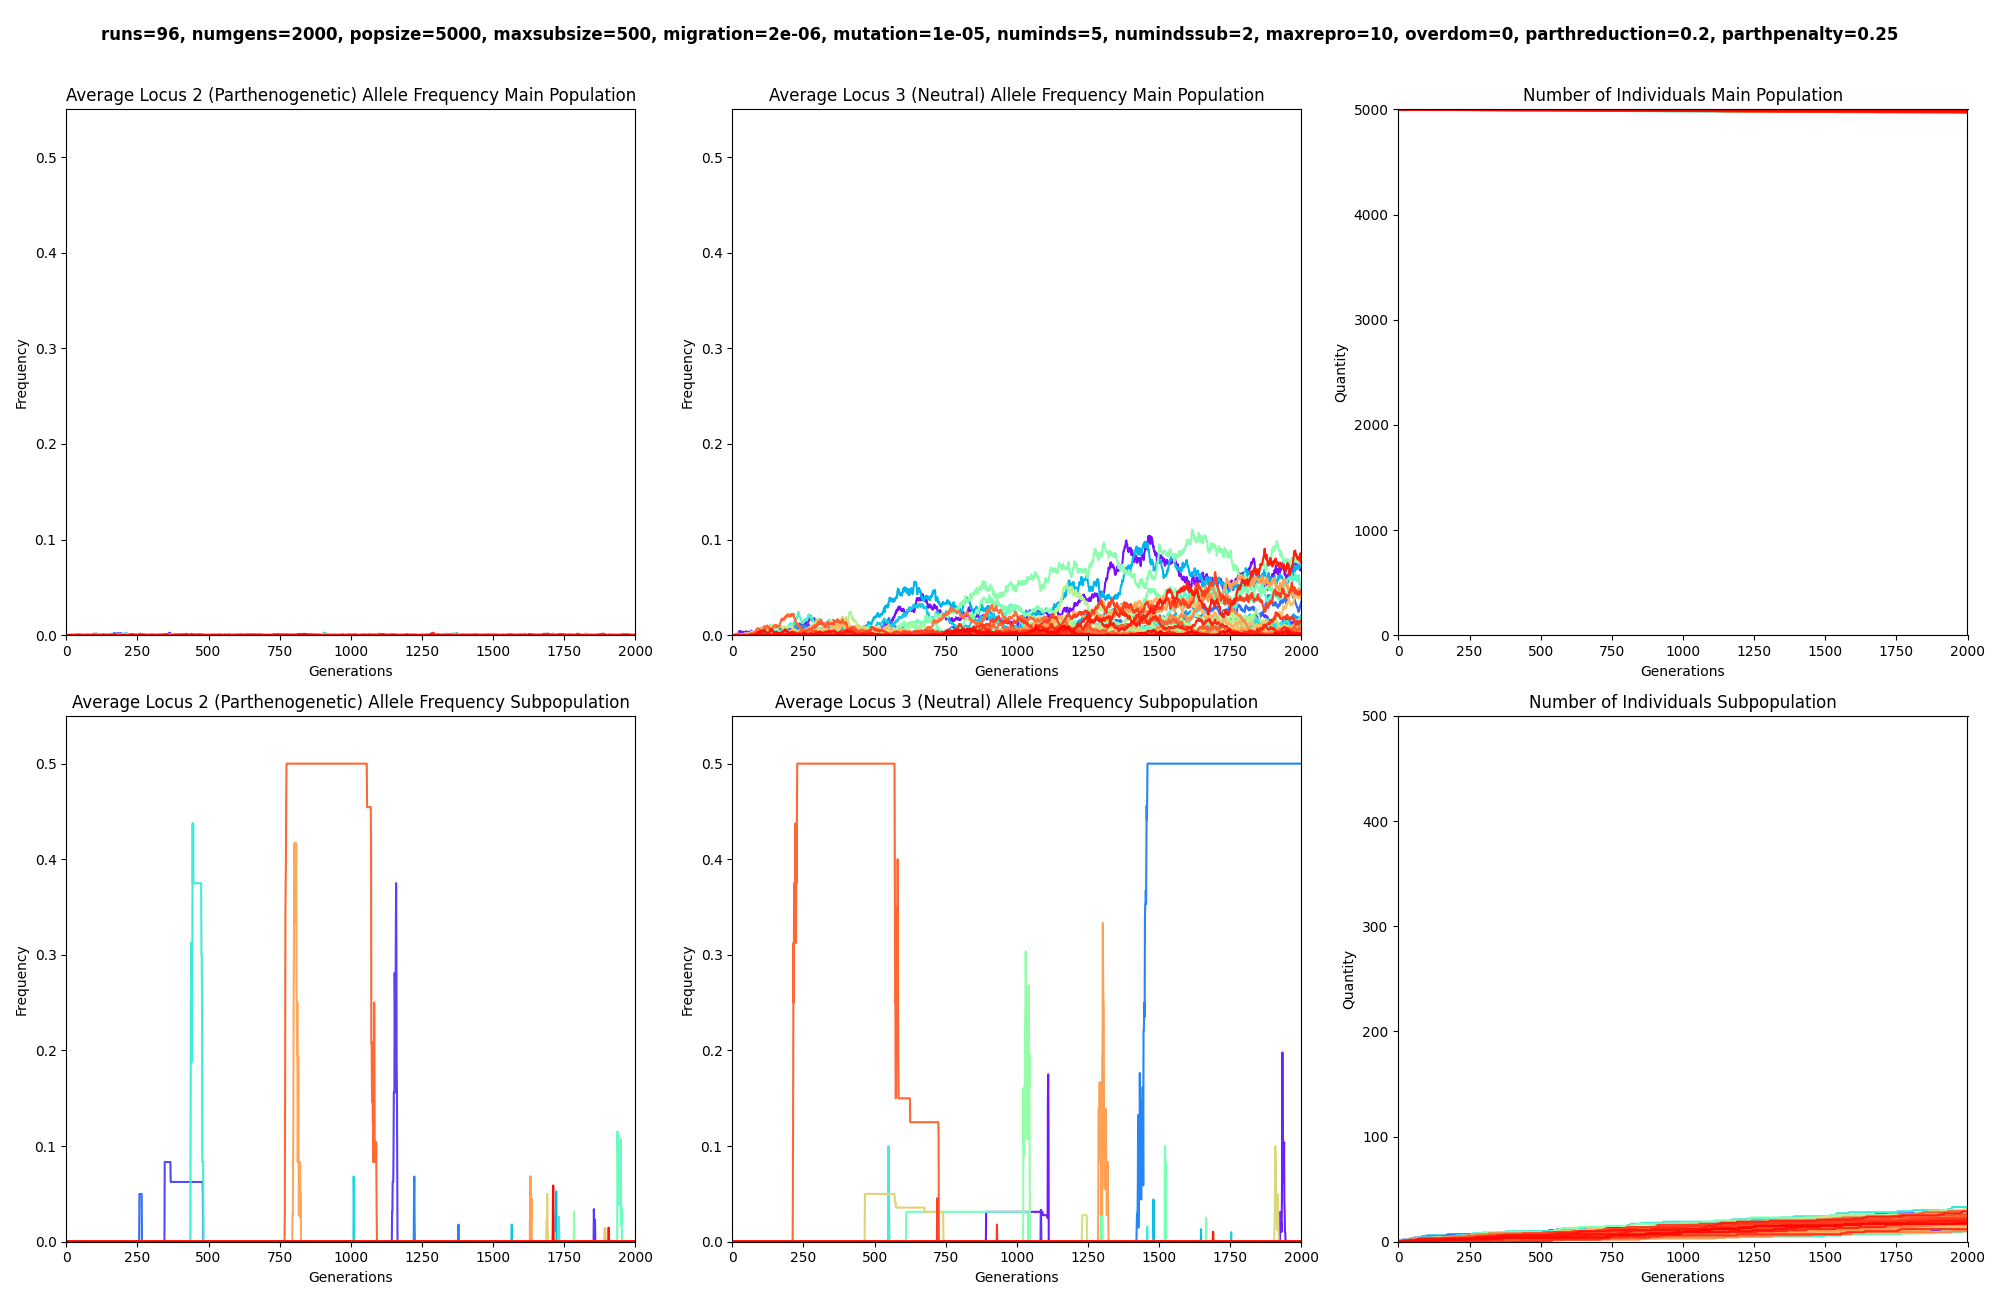 runs=96, numgens=2000, popsize=5000, maxsubsize=500, migration=2e-06, mutation=1e-05, numinds=5, numindssub=2, maxrepro=10, overdom=0, parthreduction=0.2, parthpenalty=0.25
Average Locus 2 (Parthenogenetic) Allele Frequency Main Population
0.5
0.4
0.3
0.2
0.1
0.0
Frequency
0 250 500 750 1000 1250 1500 1750 2000
Generations
Average Locus 3 (Neutral) Allele Frequency Main Population
0.5
0.4
0.3
0.2
0.1
0.0
Frequency
0 250 500 750 1000 1250 1500 1750 2000
Generations
Number of Individuals Main Population
5000
4000
3000
2000
1000
0
Quantity
0 250 500 750 1000 1250 1500 1750 2000
Generations
Average Locus 2 (Parthenogenetic) Allele Frequency Subpopulation
0.5
0.4
0.3
0.2
0.1
0.0
Frequency
0 250 500 750 1000 1250 1500 1750 2000
Generations
Average Locus 3 (Neutral) Allele Frequency Subpopulation
0.5
0.4
0.3
0.2
0.1
0.0
Frequency
0 250 500 750 1000 1250 1500 1750 2000
Generations
Number of Individuals Subpopulation
500
400
300
200
100
0
Quantity
0 250 500 750 1000 1250 1500 1750 2000
Generations